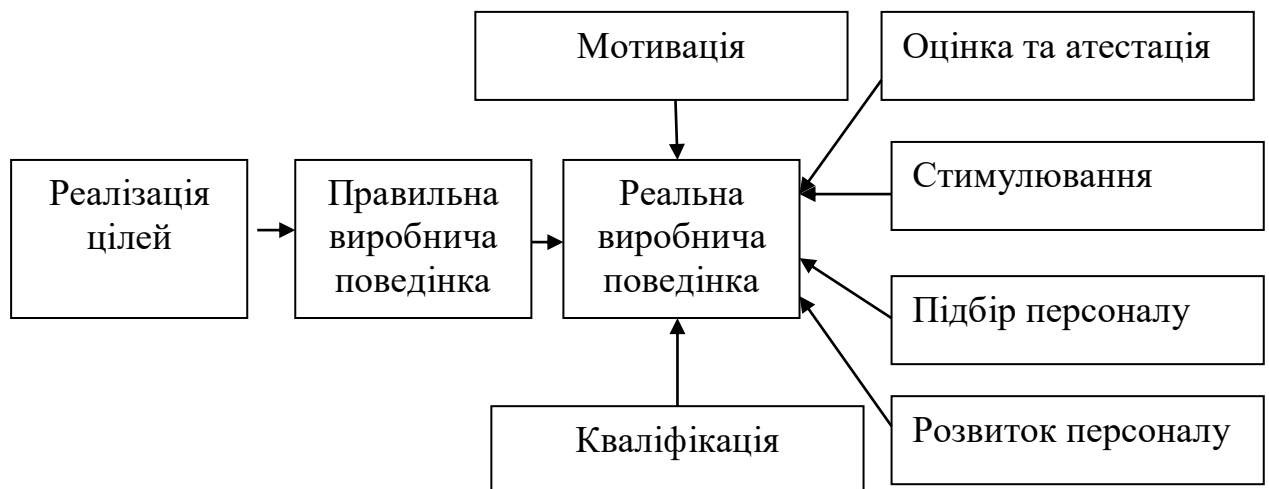 Мотивація
Оцінка та атестація
Реалізація
цілей
Правильна
виробнича
поведінка
Реальна
виробнича
поведінка
Стимулювання
Підбір персоналу
Кваліфікація
Розвиток персоналу